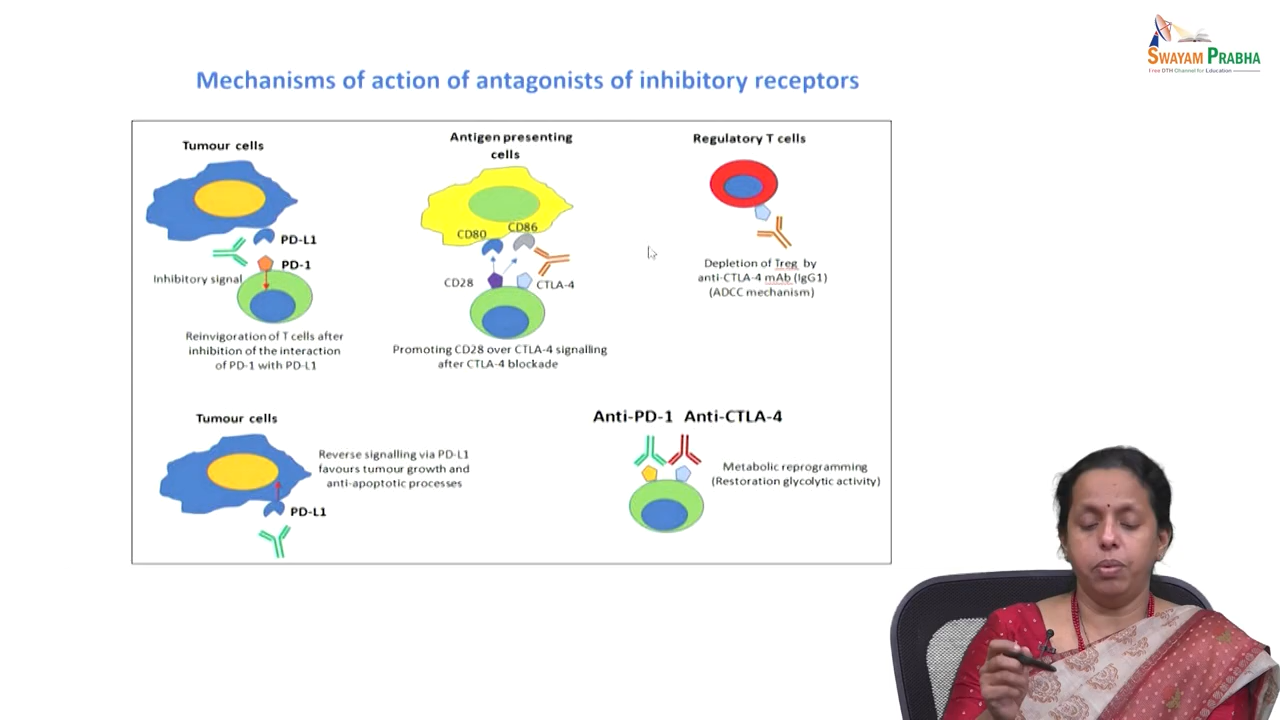 SWAYAM PRABHA
Free DTH Channel for Education
Mechanisms of action of antagonists of inhibitory receptors
Tumour cells
PD-L1
PD-1
Inhibitory signal
Reinvigoration of T cells after
inhibition of the interaction
of PD-1 with PD-L1
Antigen presenting
cells
CD80
CD86
CD28
CTLA-4
Promoting CD28 over CTLA-4 signalling
after CTLA-4 blockade
Regulatory T cells
Depletion of Treg by
anti-CTLA-4 mAb (IgG1)
(ADCC mechanism)
Tumour cells
Reverse signalling via PD-L1
favours tumour growth and
anti-apoptotic processes
PD-L1
Anti-PD-1 Anti-CTLA-4
Metabolic reprogramming
(Restoration glycolytic activity)